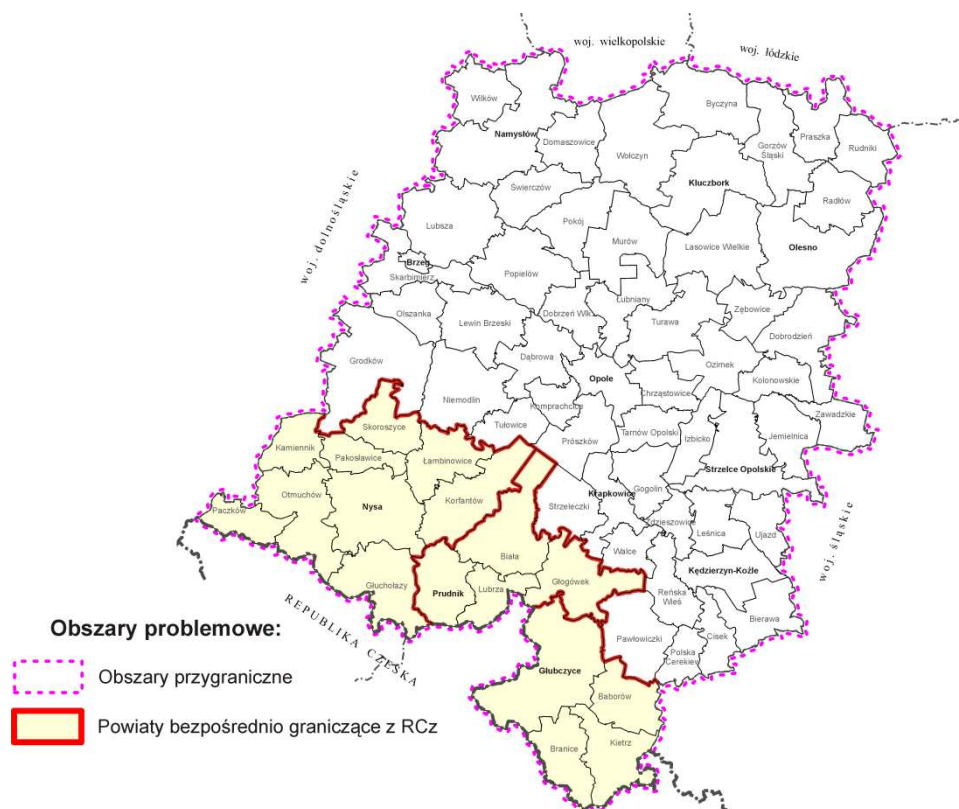 woj. wielkopolskie
woj. łódzkie
Wilków
Byczyna
Namysłów
Praszka
Domaszowice
Gorzów
Śląski
Rudniki
Wołczyn
Kluczbork
Świerczów
Radłów
woj. dolnośląskie
Lubsza
Pokój
Murów
Lasowice Wielkie
Olesno
Brzeg
Skarbimierz
Popielów
Łubniany
Zębowice
Olszanka
Dobrzeń Wlk.
Lewin Brzeski
Turawa
Dobrodzień
Grodków
Dąbrowa
Ozimek
Opole
Kolonowskie
Niemodlin
Chrząstowice
Komprachcice
Zawadzkie
Skoroszyce
Tułowice
Prószków
Tarnów Opolski
Izbicko
Jemielnica
Kamiennik
Pakosławice
Łambinowice
Strzelce Opolskie
Otmuchów
Gogolin
Paczków
Nysa
Korfantów
Strzeleczki
Krapkowice
Zdzieszowice
Leśnica
Ujazd
woj. śląskie
Walce
Biała
Kędzierzyn-Koźle
Głuchołazy
Prudnik
Lubrza
Głogówek
Reńska
Wieś
Bierawa
REPUBLIKA CZESKA
Obszary problemowe:
Pawłowiczki
Cisek
Polska
Cerekiew
Obszary przygraniczne
Głubczyce
Baborów
Powiaty bezpośrednio graniczące z RCz
Branice
Kietrz